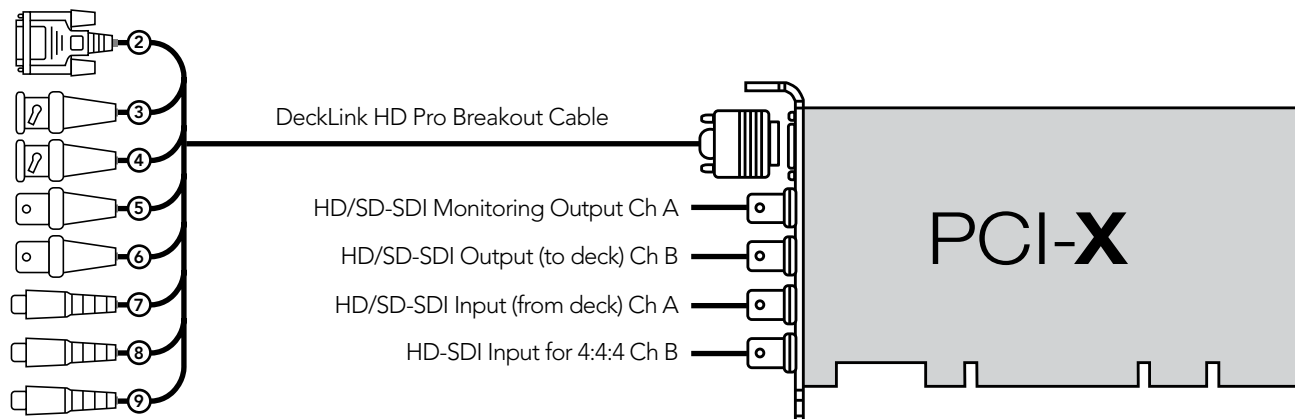 2
3
4
5
6
7
8
9
DeckLink HD Pro Breakout Cable
HD/SD-SDI Monitoring Output Ch A
HD/SD-SDI Output (to deck) Ch B
HD/SD-SDI Input (from deck) Ch A
HD-SDI Input for 4:4:4 Ch B
PCI-X